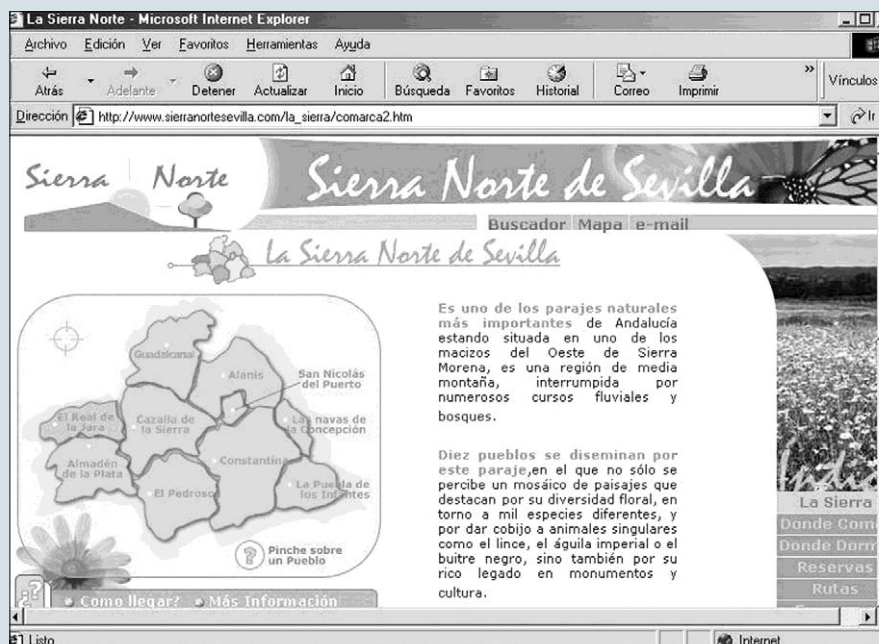 La Sierra Norte - Microsoft Internet Explorer
Archivo Edición Ver Favoritos Herramientas Ayuda
Atrás Adelante Detener Actualizar Inicio Búsqueda Favoritos Historial Correo Imprimir » Vínculos
Dirección http://www.sierranortesevilla.com/la_sierra/comarca2.htm Ir
Sierra Norte
Sierra Norte de Sevilla
Buscador Mapa e-mail
La Sierra Norte de Sevilla
Guadalcanal
Alanis
San Nicolás
del Puerto
El Real de
la Jara
Cazalla de
la Sierra
Las navas de
la Concepción
Almadén
de la Plata
Constantina
El Pedroso
La Puebla de
los Infantes
Pinche sobre
un Pueblo
¿?
Como llegar? Más Información
Es uno de los parajes naturales
más importantes de Andalucía
estando situada en uno de los
macizos del Oeste de Sierra
Morena, es una región de media
montaña, interrumpida por
numerosos cursos fluviales y
bosques.
Diez pueblos se diseminan por
este paraje,en el que no sólo se
percibe un mosáico de paisajes que
destacan por su diversidad floral, en
torno a mil especies diferentes, y
por dar cobijo a animales singulares
como el lince, el águila imperial o el
buitre negro, sino también por su
rico legado en monumentos y
cultura.
La Sierra
Donde Com
Donde Dorm
Reservas
Rutas
Listo Internet